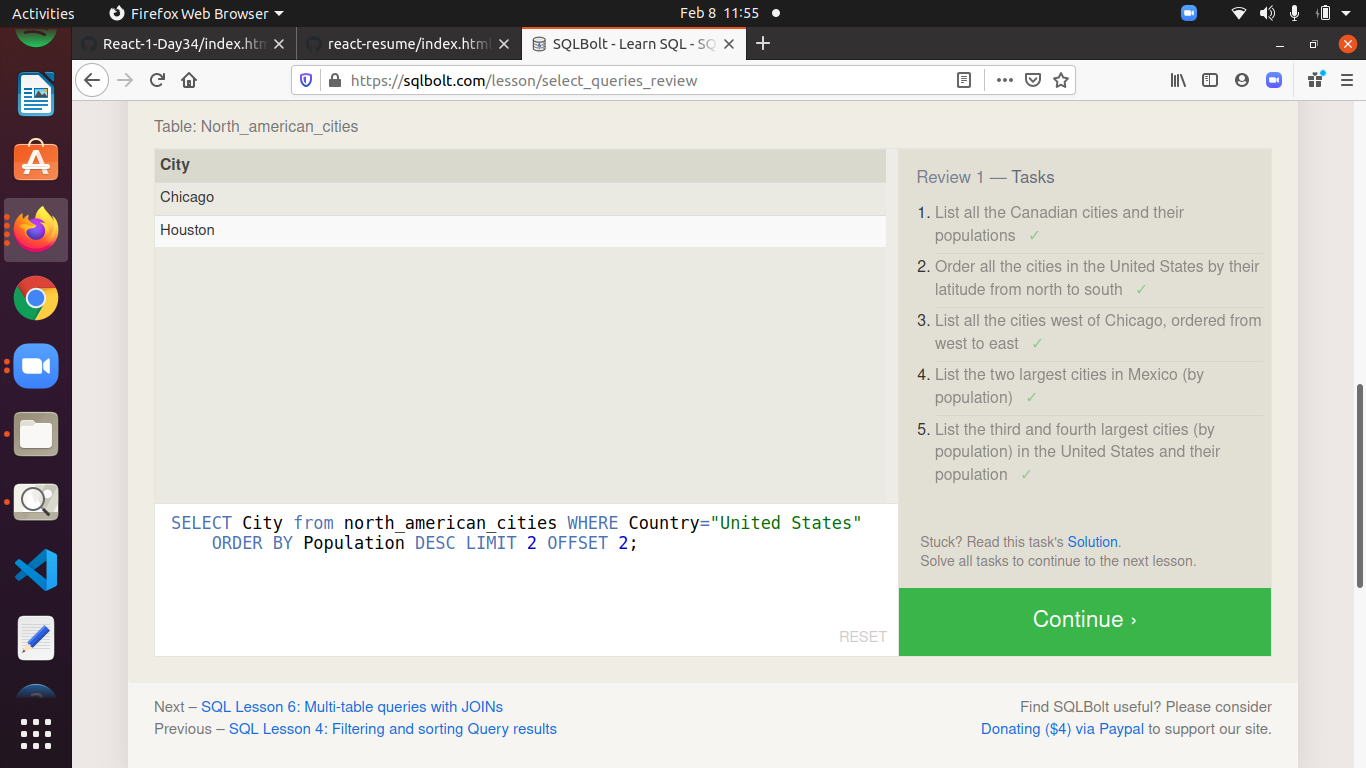 Activities Firefox Web Browser Feb 8 11:55
React-1-Day34/index.htm react-resume/index.html SQLBolt - Learn SQL - SQ
https://sqlbolt.com/lesson/select_queries_review
Table: North_american_cities
City
Chicago
Houston
SELECT City from north_american_cities WHERE Country="United States"
ORDER BY Population DESC LIMIT 2 OFFSET 2;
RESET
Review 1 — Tasks
1. List all the Canadian cities and their
populations ✓
2. Order all the cities in the United States by their
latitude from north to south ✓
3. List all the cities west of Chicago, ordered from
west to east ✓
4. List the two largest cities in Mexico (by
population) ✓
5. List the third and fourth largest cities (by
population) in the United States and their
population ✓
Stuck? Read this task's Solution.
Solve all tasks to continue to the next lesson.
Continue ›
Next – SQL Lesson 6: Multi-table queries with JOINs
Previous – SQL Lesson 4: Filtering and sorting Query results
Find SQLBolt useful? Please consider
Donating ($4) via Paypal to support our site.